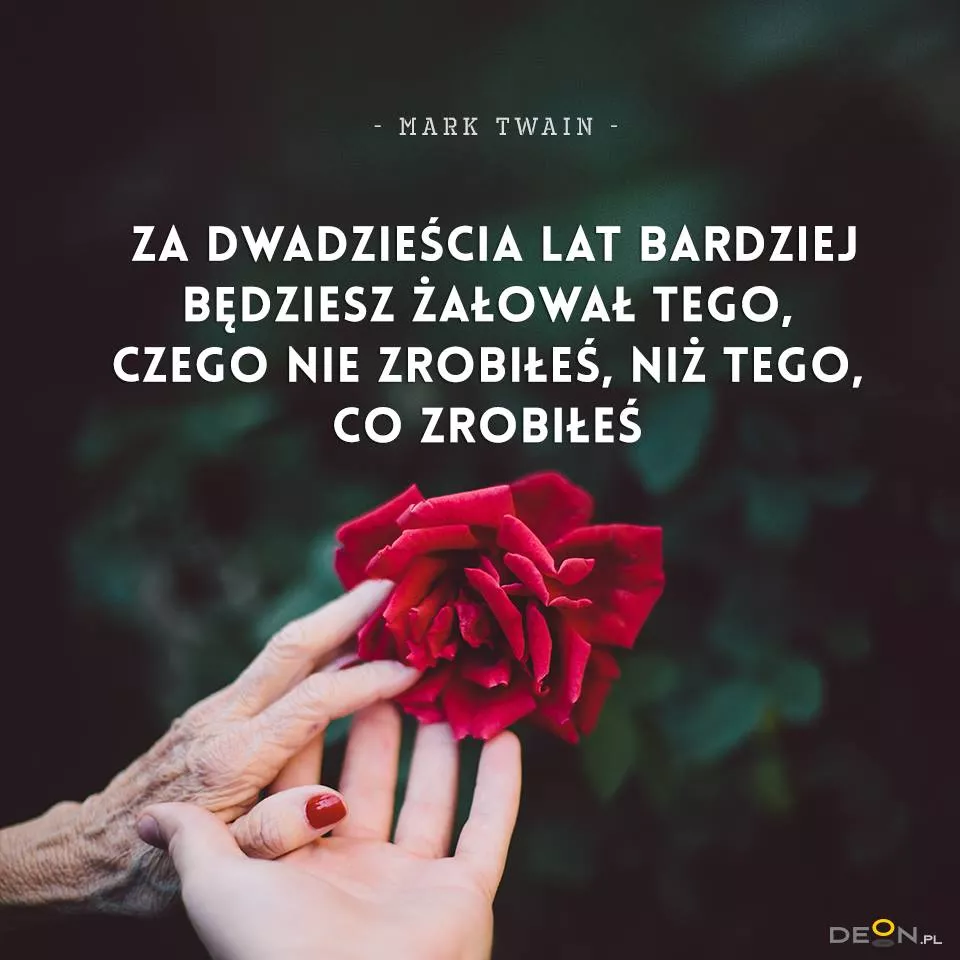 - MARK TWAIN -
ZA DWADZIEŚCIA LAT BARDZIEJ
BĘDZIESZ ŻAŁOWAŁ TEGO,
CZEGO NIE ZROBIŁEŚ, NIŻ TEGO,
CO ZROBIŁEŚ
DEON.PL